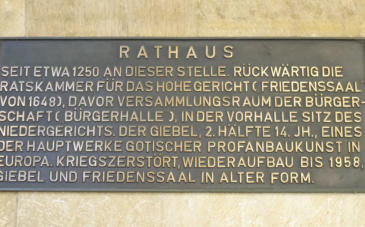 RATHAUS
SEIT ETWA 1250 AN DIESER STELLE. RÜCKWÄRTIG DIE
RATSKAMMER FÜR DAS HOHE GERICHT (FRIEDENSSAAL
VON 1648), DAVOR VERSAMMLUNGSRAUM DER BÜRGER-
SCHAFT (BÜRGERHALLE), IN DER VORHALLE SITZ DES
NIEDERGERICHTS. DER GIEBEL, 2. HÄLFTE 14. JH., EINES
DER HAUPTWERKE GOTISCHER PROFANBAUKUNST IN
EUROPA. KRIEGSZERSTÖRT, WIEDERAUFBAU BIS 1958,
GIEBEL UND FRIEDENSSAAL IN ALTER FORM.